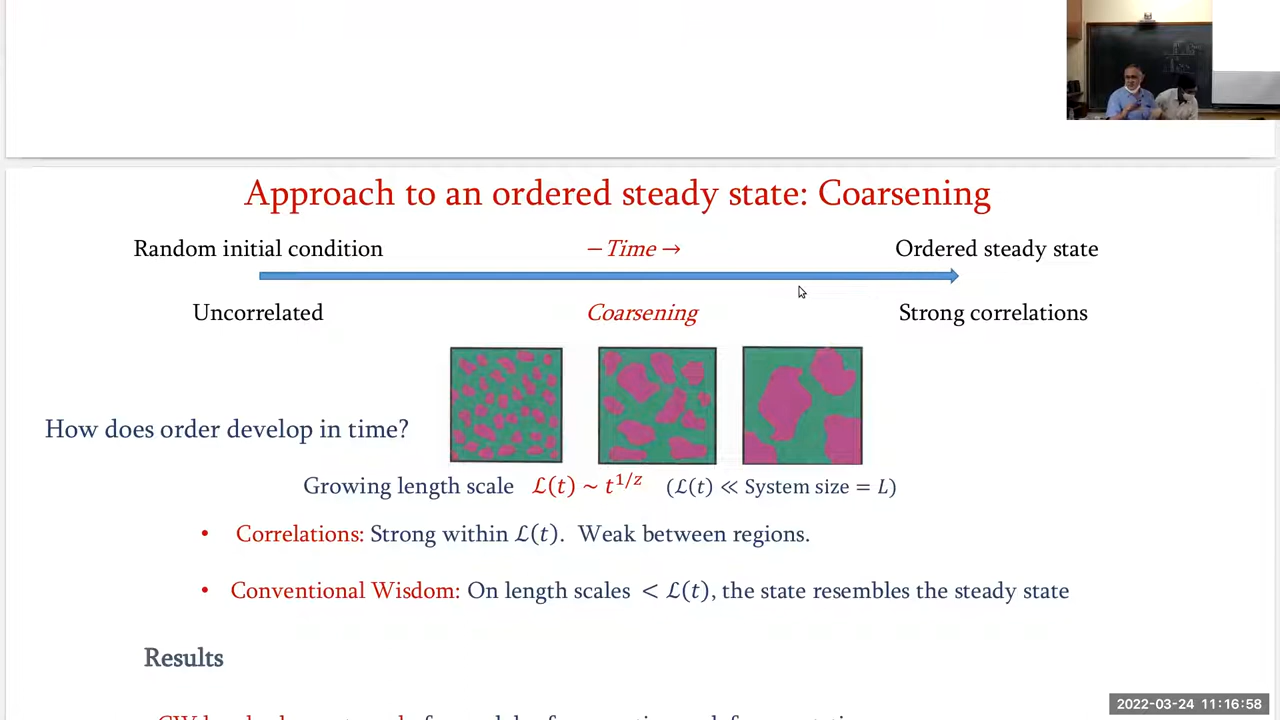 Approach to an ordered steady state: Coarsening
Random initial condition
– Time →
Ordered steady state
Uncorrelated
Coarsening
Strong correlations
How does order develop in time?
Growing length scale ℒ(t) ~ t^{1/z} (ℒ(t) ≪ System size = L)
• Correlations: Strong within ℒ(t). Weak between regions.
• Conventional Wisdom: On length scales < ℒ(t), the state resembles the steady state
Results
2022-03-24 11:16:58